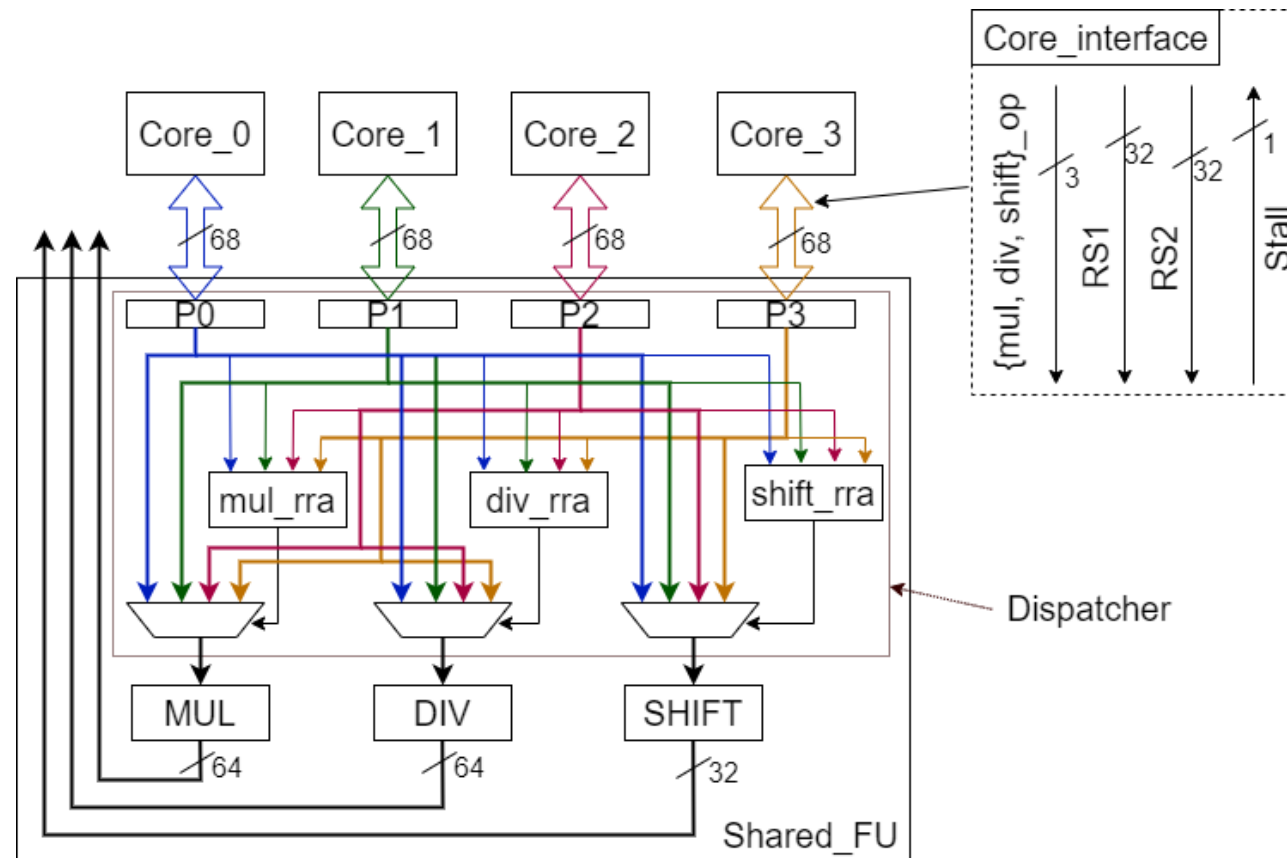 Core_interface
Core_0
Core_1
Core_2
Core_3
{mul, div, shift}_op
3
RS1
32
RS2
32
Stall
1
68
68
68
68
P0
P1
P2
P3
mul_rra
div_rra
shift_rra
Dispatcher
MUL
DIV
SHIFT
64
64
32
Shared_FU